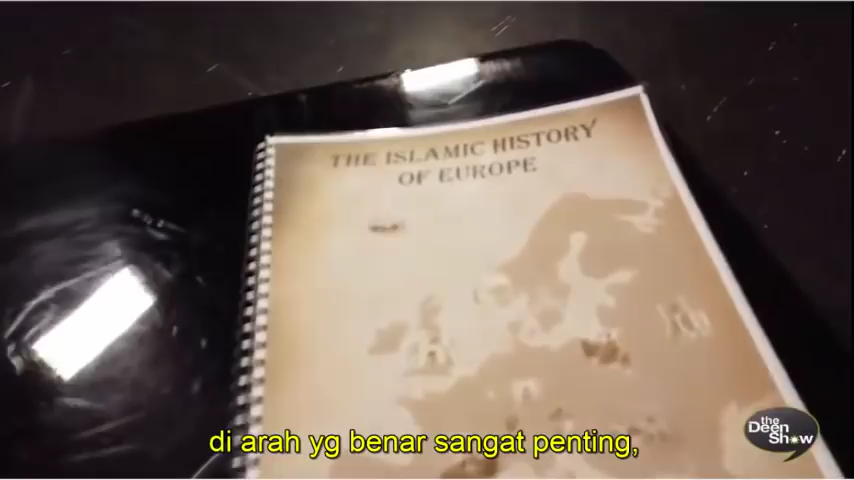 THE ISLAMIC HISTORY
OF EUROPE
di arah yg benar sangat penting,
the
Deen
Show